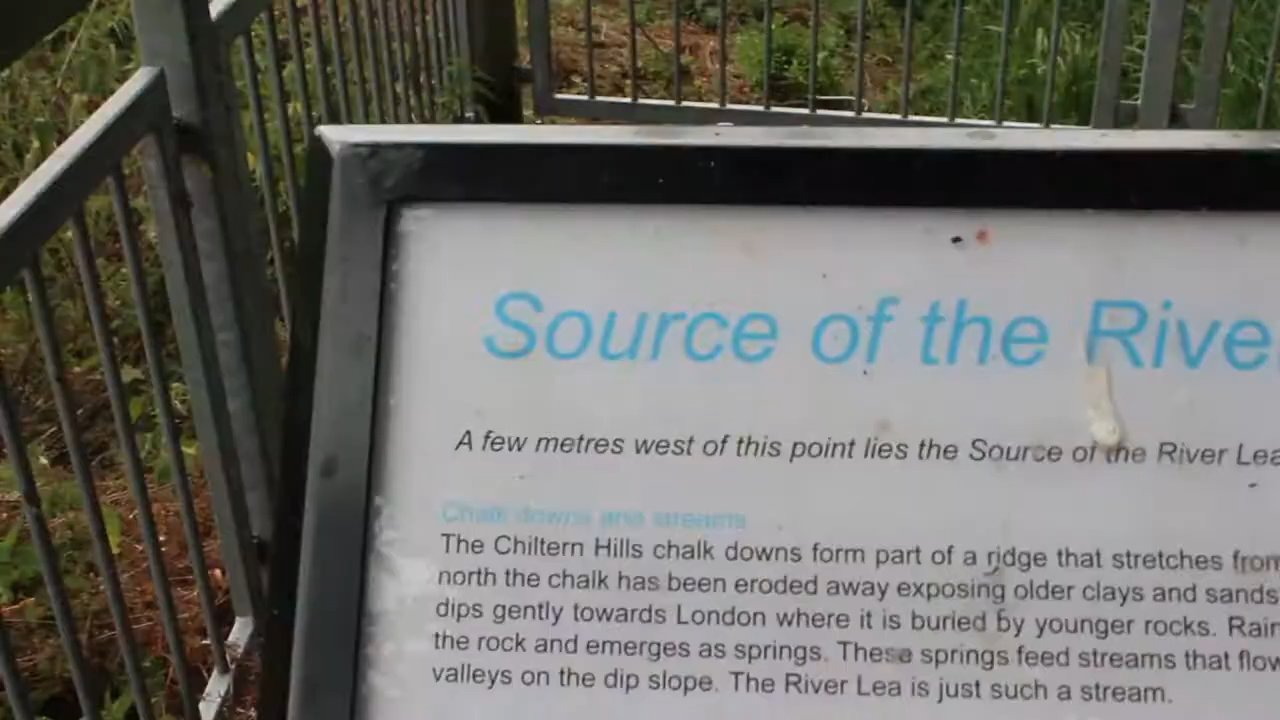 Source of the Rive
A few metres west of this point lies the Source of the River Lea
Chalk downs and streams
The Chiltern Hills chalk downs form part of a ridge that stretches from
north the chalk has been eroded away exposing older clays and sands
dips gently towards London where it is buried by younger rocks. Rain
the rock and emerges as springs. These springs feed streams that flow
valleys on the dip slope. The River Lea is just such a stream.